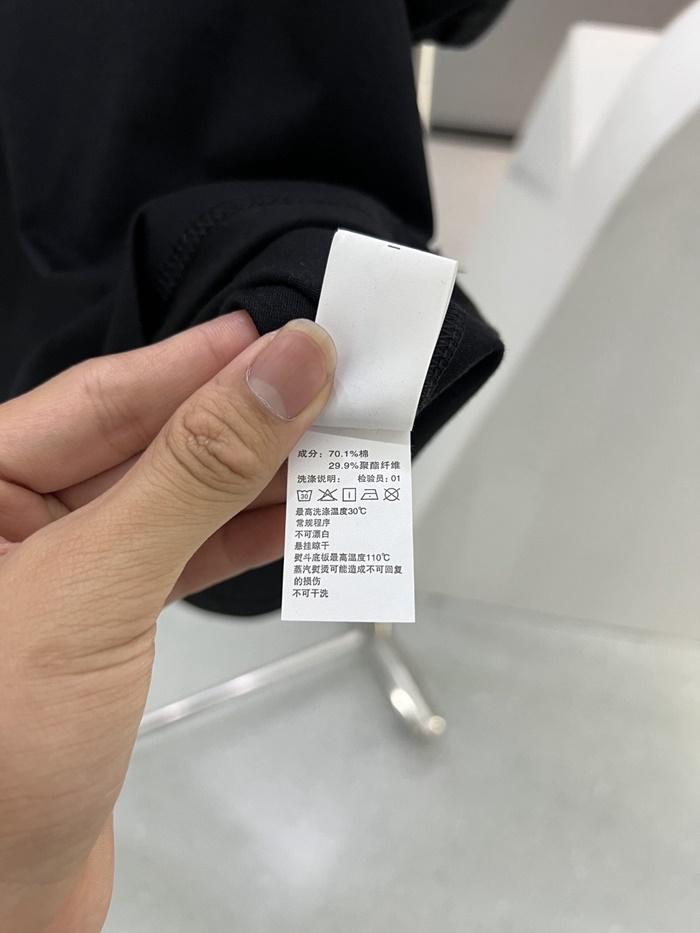 成分：70.1%棉
29.9%聚酯纤维
洗涤说明： 检验员：01
30
最高洗涤温度30℃
常规程序
不可漂白
悬挂晾干
熨斗底板最高温度110℃
蒸汽熨烫可能造成不可回复
的损伤
不可干洗